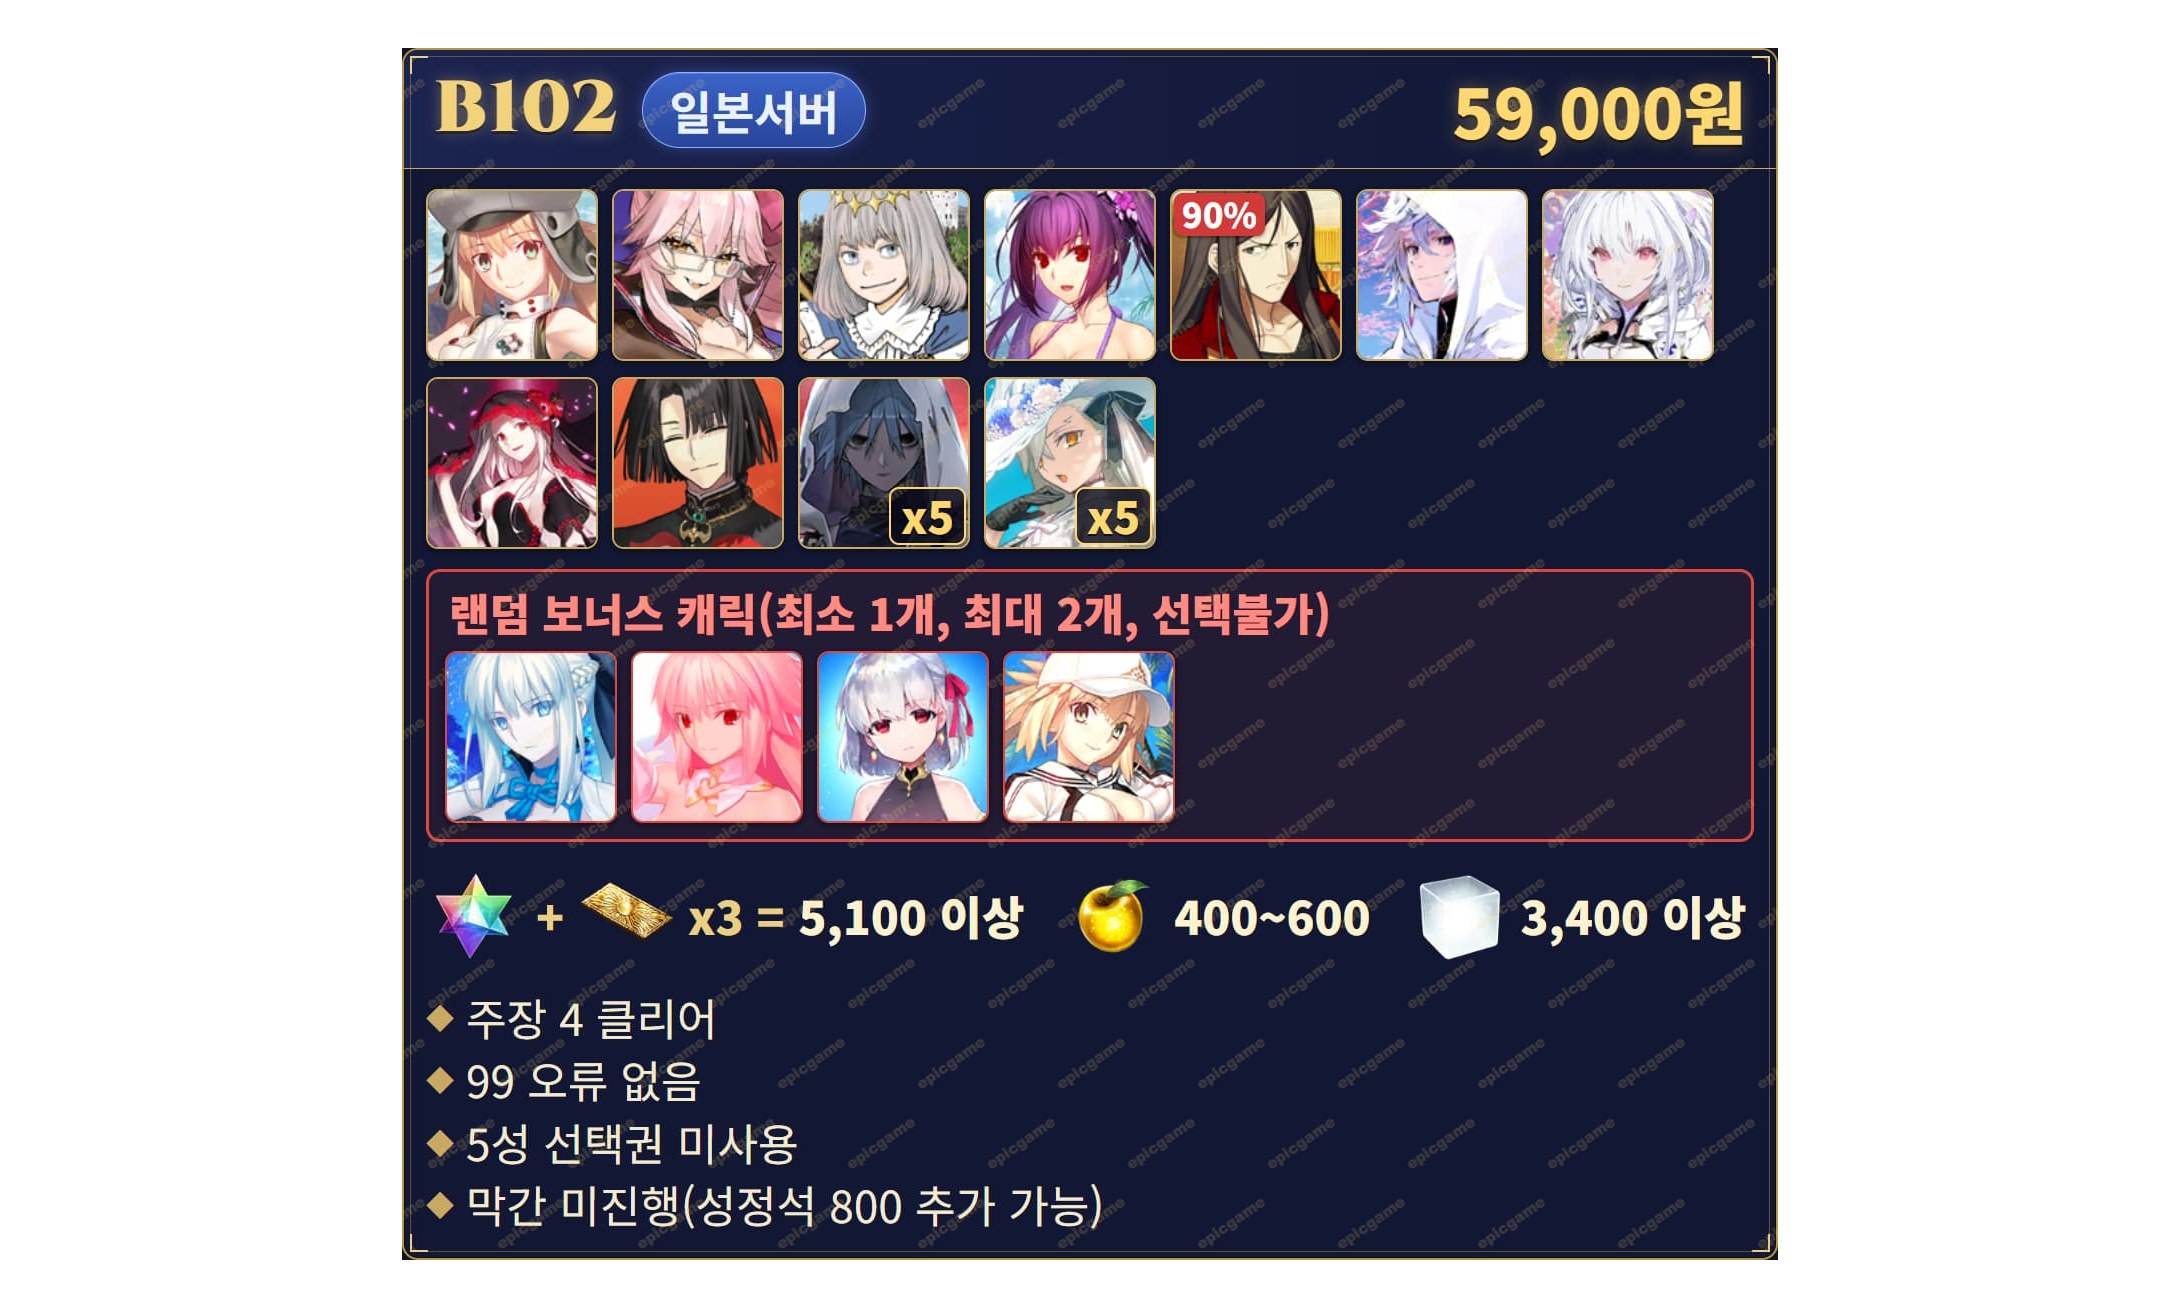 B102 일본서버 59,000원
90%
x5 x5
랜덤 보너스 캐릭(최소 1개, 최대 2개, 선택불가)
+ x3 = 5,100 이상 400~600 3,400 이상
주장 4 클리어
99 오류 없음
5성 선택권 미사용
막간 미진행(성정석 800 추가 가능)
epicgame